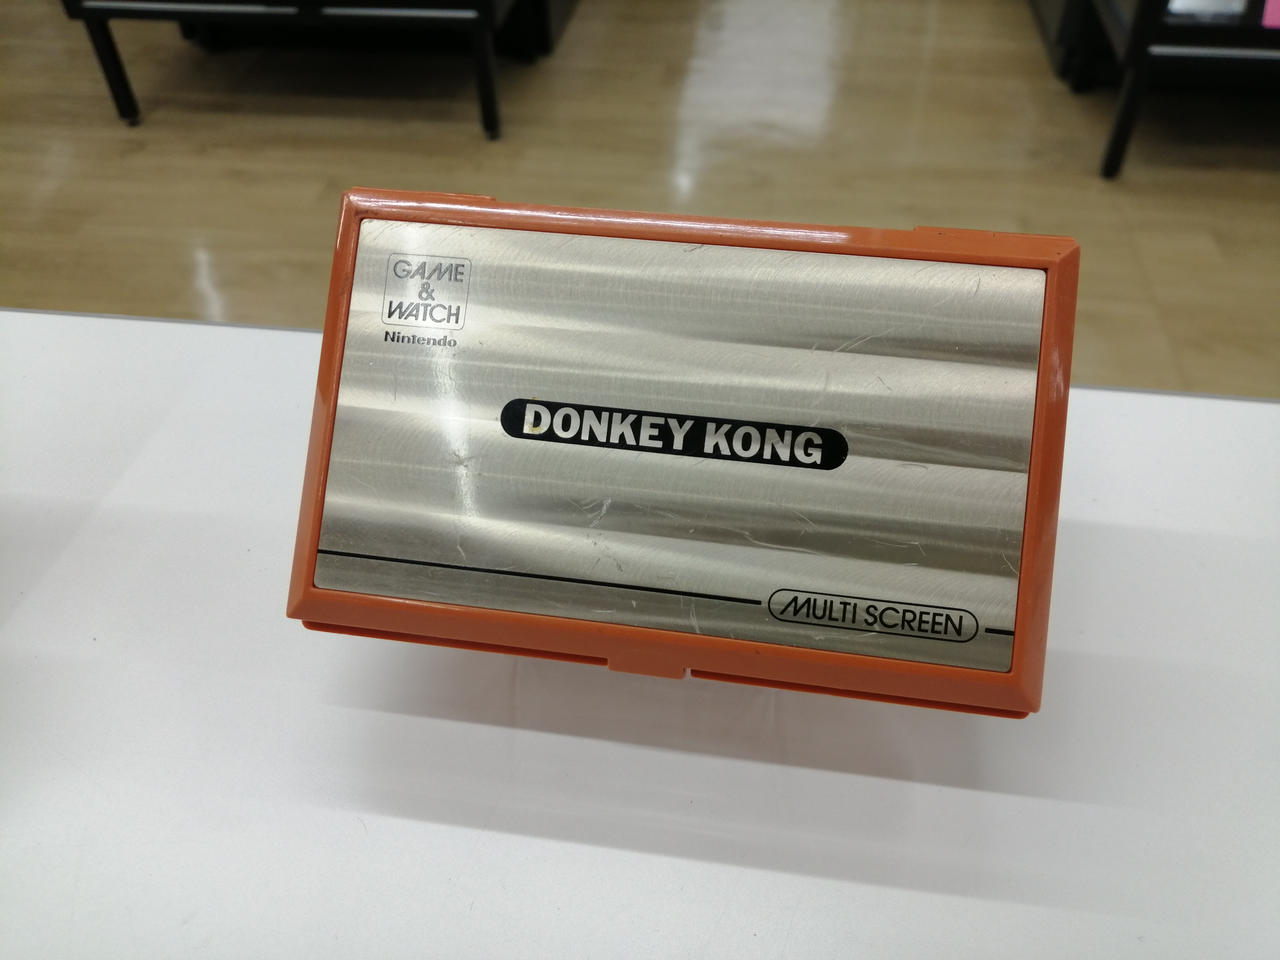 GAME
&
WATCH
Nintendo
DONKEY KONG
MULTI SCREEN